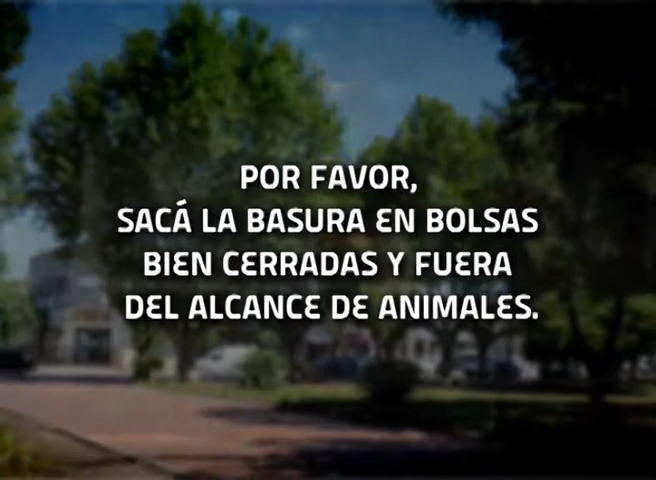 POR FAVOR,
SACÁ LA BASURA EN BOLSAS
BIEN CERRADAS Y FUERA
DEL ALCANCE DE ANIMALES.